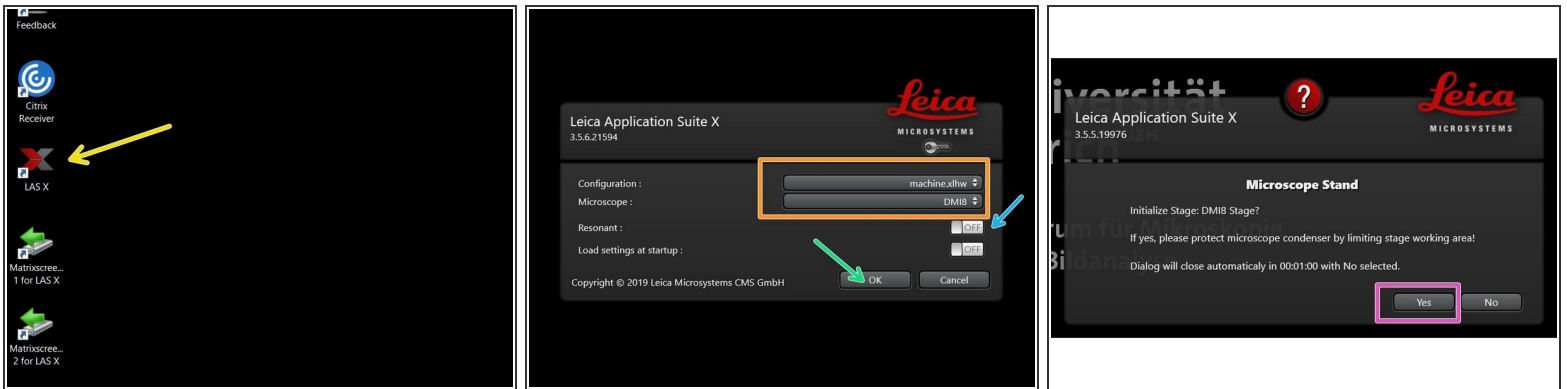 Feedback
Citrix
Receiver
LAS X
Matrixscree...
1 for LAS X
Matrixscree...
2 for LAS X
Leica
MICROSYSTEMS
Leica Application Suite X
3.5.6.21594
Configuration :
machine.xlhw
Microscope :
DMI8
Resonant :
OFF
Load settings at startup :
OFF
Copyright © 2019 Leica Microsystems CMS GmbH
OK
Cancel
iversität
?
Leica
MICROSYSTEMS
Leica Application Suite X
3.5.5.19976
UZH
Microscope Stand
Initialize Stage: DMI8 Stage?
um für Mikroskopie
If yes, please protect microscope condenser by limiting stage working area!
Bildanalyse
Dialog will close automaticaly in 00:01:00 with No selected.
Yes
No